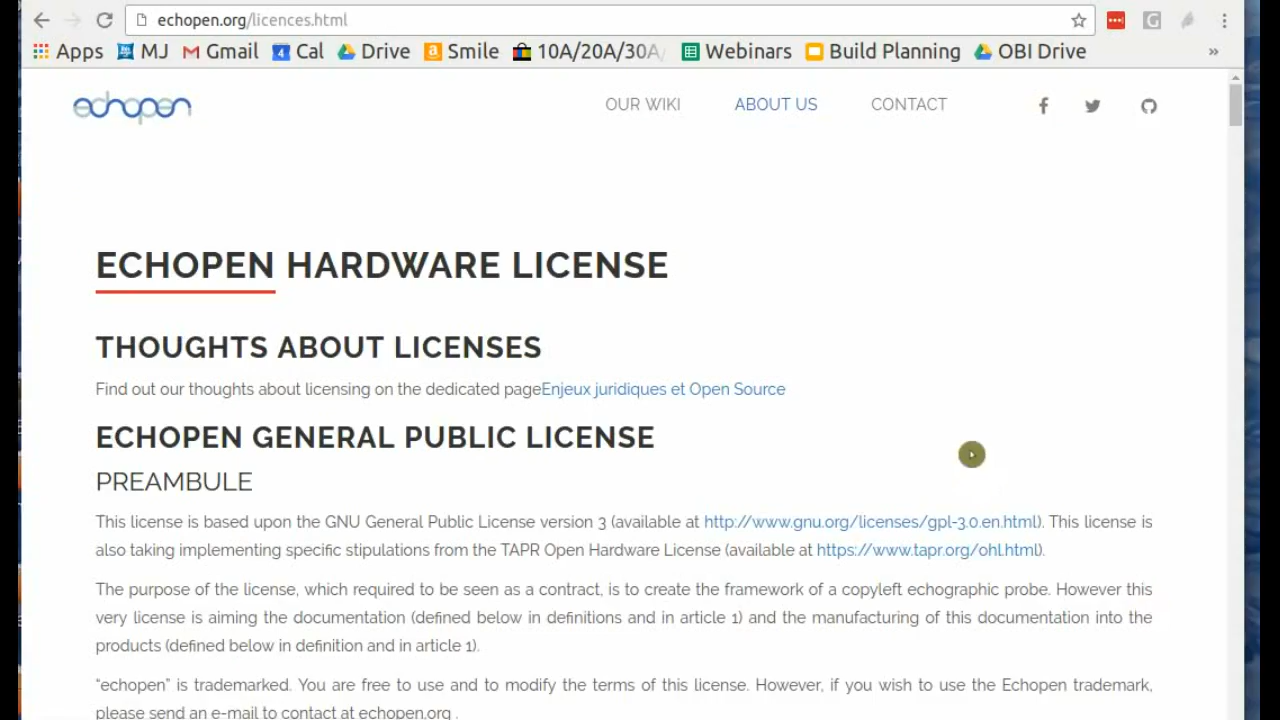 echopen.org/licences.html
Apps MJ Gmail 4 Cal Drive a Smile 10A/20A/30A/ Webinars Build Planning OBI Drive »
echopen OUR WIKI ABOUT US CONTACT
ECHOPEN HARDWARE LICENSE
THOUGHTS ABOUT LICENSES
Find out our thoughts about licensing on the dedicated pageEnjeux juridiques et Open Source
ECHOPEN GENERAL PUBLIC LICENSE
PREAMBULE
This license is based upon the GNU General Public License version 3 (available at http://www.gnu.org/licenses/gpl-3.0.en.html). This license is
also taking implementing specific stipulations from the TAPR Open Hardware License (available at https://www.tapr.org/ohl.html).
The purpose of the license, which required to be seen as a contract, is to create the framework of a copyleft echographic probe. However this
very license is aiming the documentation (defined below in definitions and in article 1) and the manufacturing of this documentation into the
products (defined below in definition and in article 1).
“echopen” is trademarked. You are free to use and to modify the terms of this license. However, if you wish to use the Echopen trademark,
please send an e-mail to contact at echopen.org .